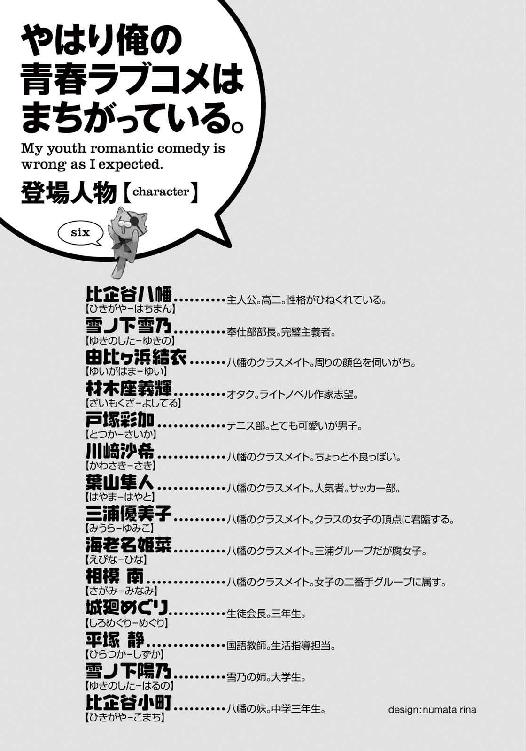 やはり俺の
青春ラブコメは
まちがっている。
My youth romantic comedy is
wrong as I expected.
登場人物【character】
six
比企谷八幡··········主人公。高二。性格がひねくれている。
【ひきがや-はちまん】
雪ノ下雪乃··········奉仕部部長。完璧主義者。
【ゆきのした-ゆきの】
由比ヶ浜結衣·······八幡のクラスメイト。周りの顔色を伺いがち。
【ゆいがはま-ゆい】
材木座義輝··········オタク。ライトノベル作家志望。
【ざいもくざ-よしてる】
戸塚彩加·············テニス部。とても可愛いが男子。
【とつか-さいか】
川﨑沙希·············八幡のクラスメイト。ちょっと不良っぽい。
【かわさき-さき】
葉山隼人·············八幡のクラスメイト。人気者。サッカー部。
【はやま-はやと】
三浦優美子··········八幡のクラスメイト。クラスの女子の頂点に君臨する。
【みうら-ゆみこ】
海老名姫菜··········八幡のクラスメイト。三浦グループだが腐女子。
【えびな-ひな】
相模 南···············八幡のクラスメイト。女子の二番手グループに属す。
【さがみ-みなみ】
城廻めぐり···········生徒会長。三年生。
【しろめぐり-めぐり】
平塚 静···············国語教師。生活指導担当。
【ひらつか-しずか】
雪ノ下陽乃··········雪乃の姉。大学生。
【ゆきのした-はるの】
比企谷小町··········八幡の妹。中学三年生。
【ひきがや-こまち】
design:numata rina